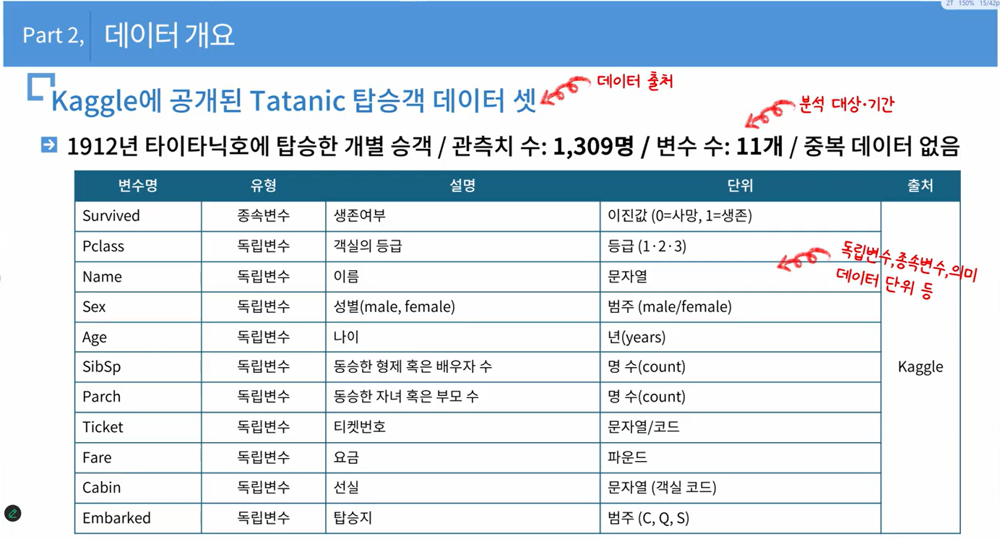 2T 150% 15/42p
Part 2, 데이터 개요
Kaggle에 공개된 Tatanic 탑승객 데이터 셋
데이터 출처
분석 대상·기간
1912년 타이타닉호에 탑승한 개별 승객 / 관측치 수: 1,309명 / 변수 수: 11개 / 중복 데이터 없음
변수명 유형 설명 단위 출처
Survived 종속변수 생존여부 이진값 (0=사망, 1=생존)
Pclass 독립변수 객실의 등급 등급 (1·2·3)
독립변수,종속변수,의미
데이터 단위 등
Name 독립변수 이름 문자열
Sex 독립변수 성별(male, female) 범주 (male/female)
Age 독립변수 나이 년(years)
SibSp 독립변수 동승한 형제 혹은 배우자 수 명 수(count) Kaggle
Parch 독립변수 동승한 자녀 혹은 부모 수 명 수(count)
Ticket 독립변수 티켓번호 문자열/코드
Fare 독립변수 요금 파운드
Cabin 독립변수 선실 문자열 (객실 코드)
Embarked 독립변수 탑승지 범주 (C, Q, S)